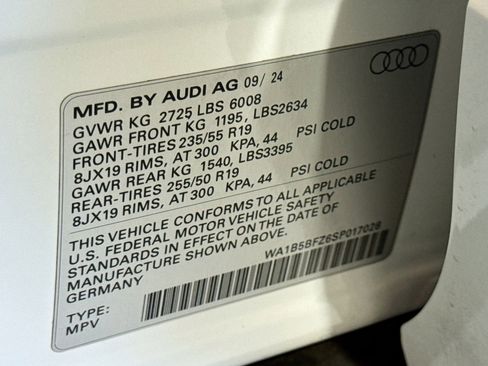 MFD. BY AUDI AG 09/ 24
GVWR KG 2725 LBS 6008
GAWR FRONT KG 1195, LBS2634
FRONT-TIRES 235/55 R19
8JX19 RIMS, AT 300 KPA, 44 PSI COLD
GAWR REAR KG 1540, LBS3395
REAR-TIRES 255/50 R19
8JX19 RIMS, AT 300 KPA, 44 PSI COLD
THIS VEHICLE CONFORMS TO ALL APPLICABLE
U.S. FEDERAL MOTOR VEHICLE SAFETY
STANDARDS IN EFFECT ON THE DATE OF
MANUFACTURE SHOWN ABOVE.
GERMANY
WA1B5BFZ6SP017028
TYPE:
MPV